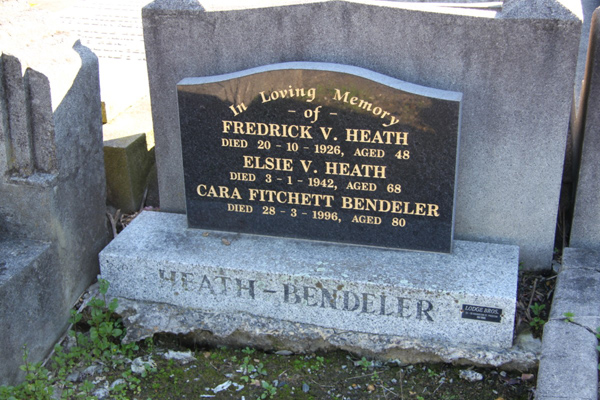 In Loving Memory
- of -
FREDRICK V. HEATH
DIED 20-10-1926, AGED 48
ELSIE V. HEATH
DIED 3-1-1942, AGED 68
CARA FITCHETT BENDELER
DIED 28-3-1996, AGED 80
HEATH-BENDELER
LODGE BROS.